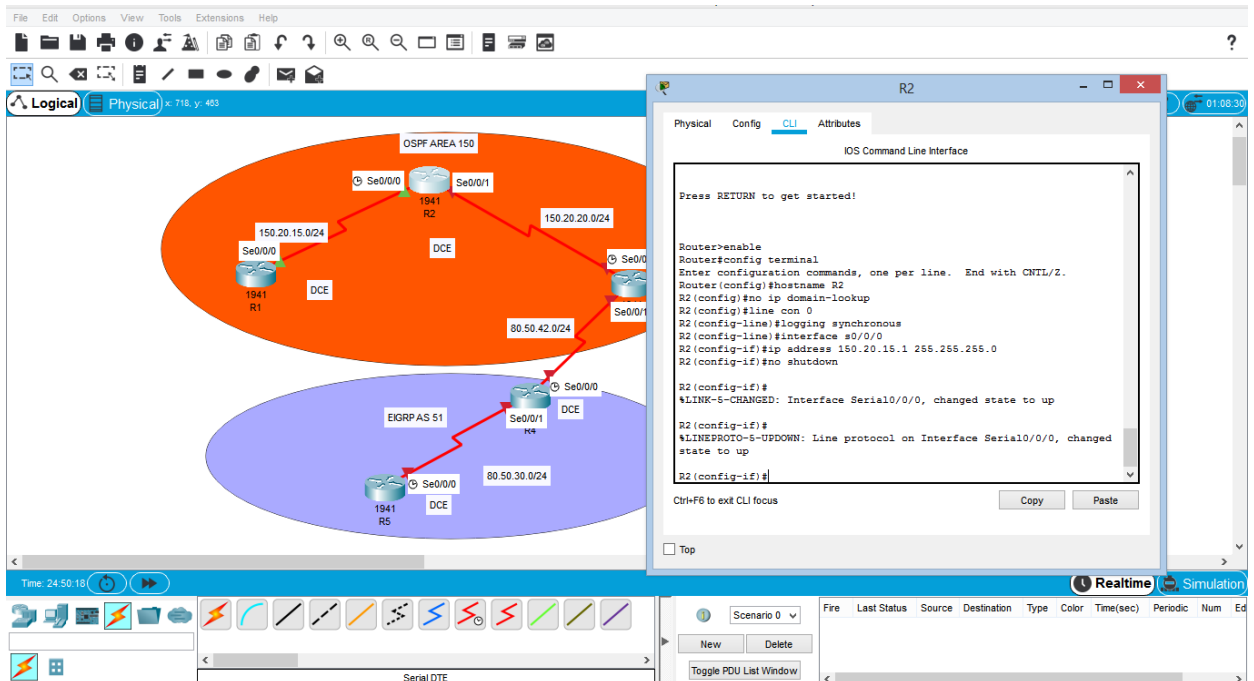 File Edit Options View Tools Extensions Help
?
Logical Physical x: 718, y: 463
01:08:30
OSPF AREA 150
Se0/0/0
Se0/0/1
1941
R2
150.20.20.0/24
150.20.15.0/24
Se0/0/0
DCE
Se0/0
DCE
1941
R1
Se0/0/1
80.50.42.0/24
Se0/0/0
DCE
EIGRP AS 51
Se0/0/1
R4
80.50.30.0/24
Se0/0/0
DCE
1941
R5
R2
Physical Config CLI Attributes
IOS Command Line Interface
Press RETURN to get started!
Router>enable
Router#config terminal
Enter configuration commands, one per line. End with CNTL/Z.
Router(config)#hostname R2
R2(config)#no ip domain-lookup
R2(config)#line con 0
R2(config-line)#logging synchronous
R2(config-line)#interface s0/0/0
R2(config-if)#ip address 150.20.15.1 255.255.255.0
R2(config-if)#no shutdown
R2(config-if)#
%LINK-5-CHANGED: Interface Serial0/0/0, changed state to up
R2(config-if)#
%LINEPROTO-5-UPDOWN: Line protocol on Interface Serial0/0/0, changed
state to up
R2(config-if)#
Ctrl+F6 to exit CLI focus
Copy
Paste
Top
Time: 24:50:18
Realtime
Simulation
Scenario 0
New Delete
Toggle PDU List Window
Fire Last Status Source Destination Type Color Time(sec) Periodic Num Ed
Serial DTE